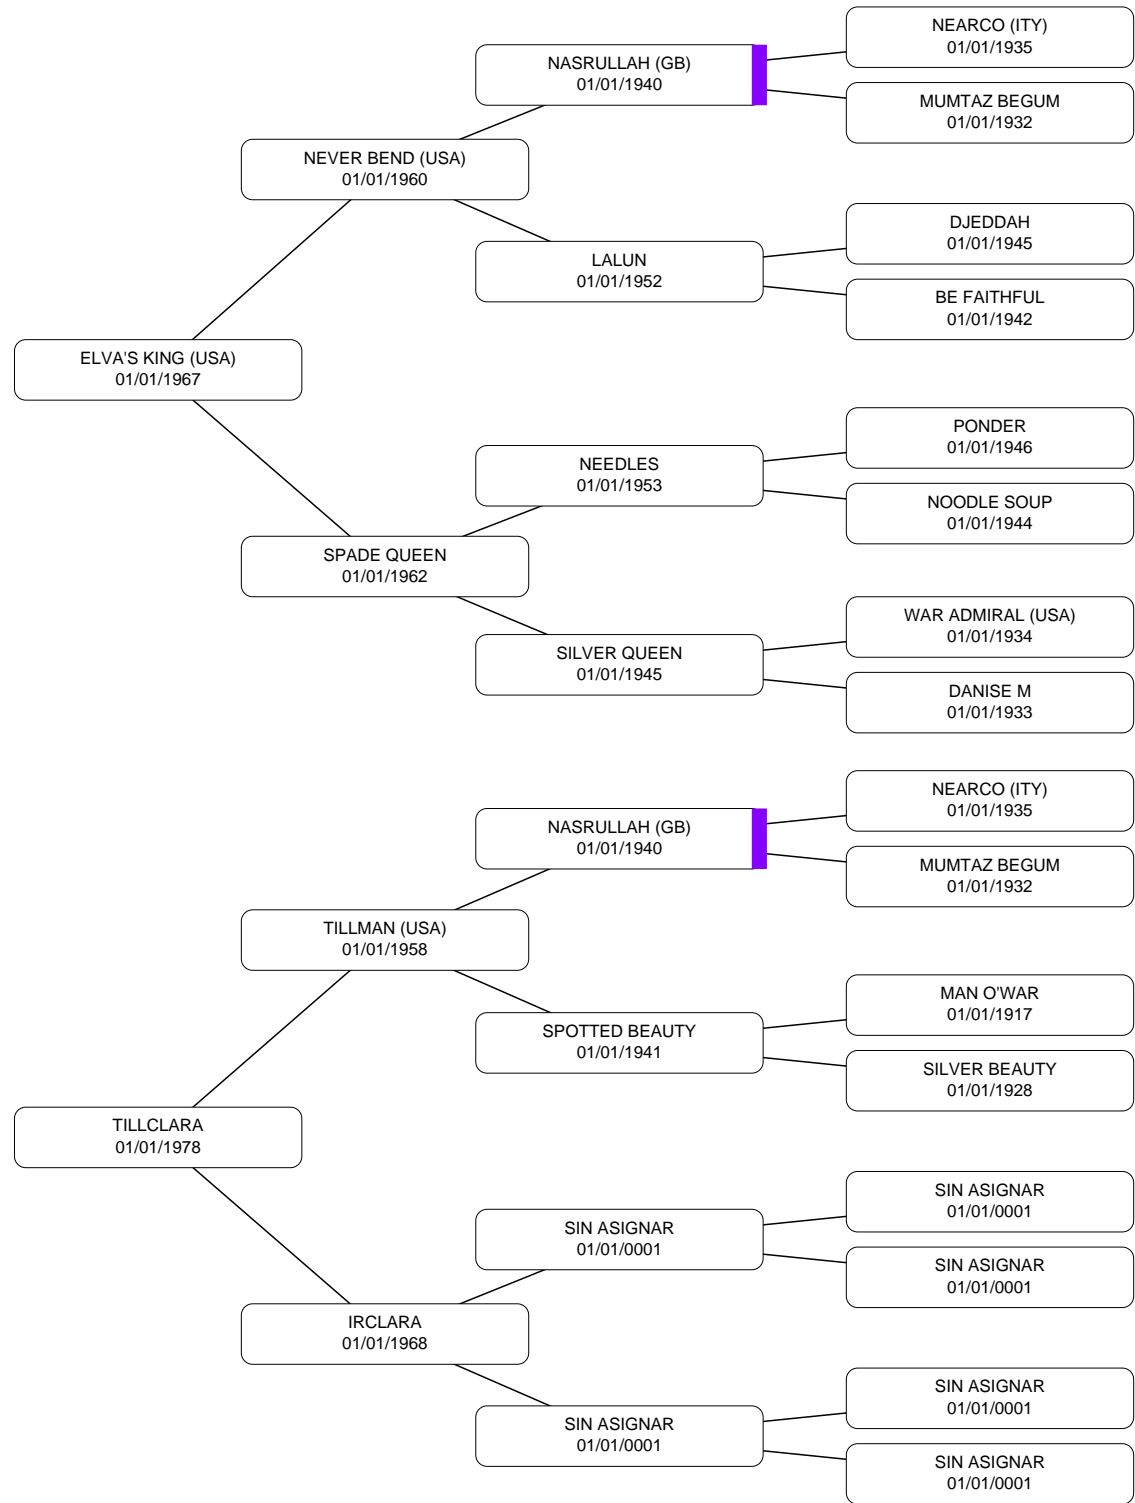 NEARCO (ITY)
01/01/1935
NASRULLAH (GB)
01/01/1940
MUMTAZ BEGUM
01/01/1932
NEVER BEND (USA)
01/01/1960
DJEDDAH
01/01/1945
LALUN
01/01/1952
BE FAITHFUL
01/01/1942
ELVA'S KING (USA)
01/01/1967
PONDER
01/01/1946
NEEDLES
01/01/1953
NOODLE SOUP
01/01/1944
SPADE QUEEN
01/01/1962
WAR ADMIRAL (USA)
01/01/1934
SILVER QUEEN
01/01/1945
DANISE M
01/01/1933
NEARCO (ITY)
01/01/1935
NASRULLAH (GB)
01/01/1940
MUMTAZ BEGUM
01/01/1932
TILLMAN (USA)
01/01/1958
MAN O'WAR
01/01/1917
SPOTTED BEAUTY
01/01/1941
SILVER BEAUTY
01/01/1928
TILLCLARA
01/01/1978
SIN ASIGNAR
01/01/0001
SIN ASIGNAR
01/01/0001
SIN ASIGNAR
01/01/0001
IRCLARA
01/01/1968
SIN ASIGNAR
01/01/0001
SIN ASIGNAR
01/01/0001
SIN ASIGNAR
01/01/0001